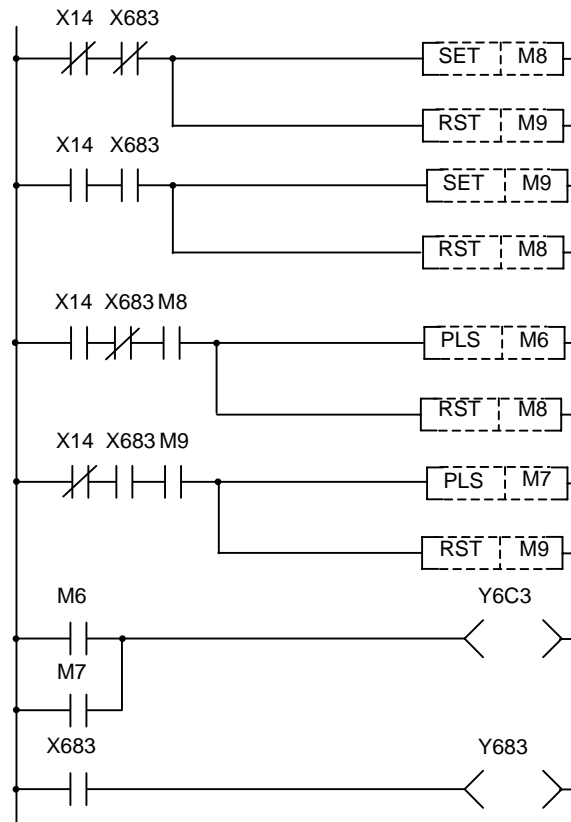 X14 X683
SET M8
RST M9
X14 X683
SET M9
RST M8
X14 X683 M8
PLS M6
RST M8
X14 X683 M9
PLS M7
RST M9
M6 Y6C3
M7
X683 Y683